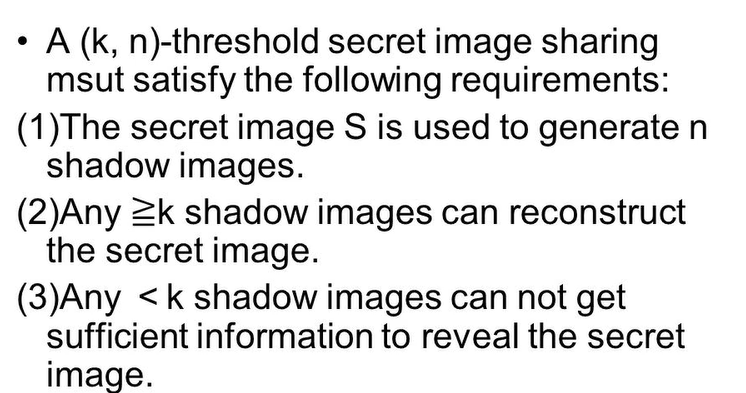 • A (k, n)-threshold secret image sharing
msut satisfy the following requirements:
(1)The secret image S is used to generate n
shadow images.
(2)Any ≧k shadow images can reconstruct
the secret image.
(3)Any <k shadow images can not get
sufficient information to reveal the secret
image.